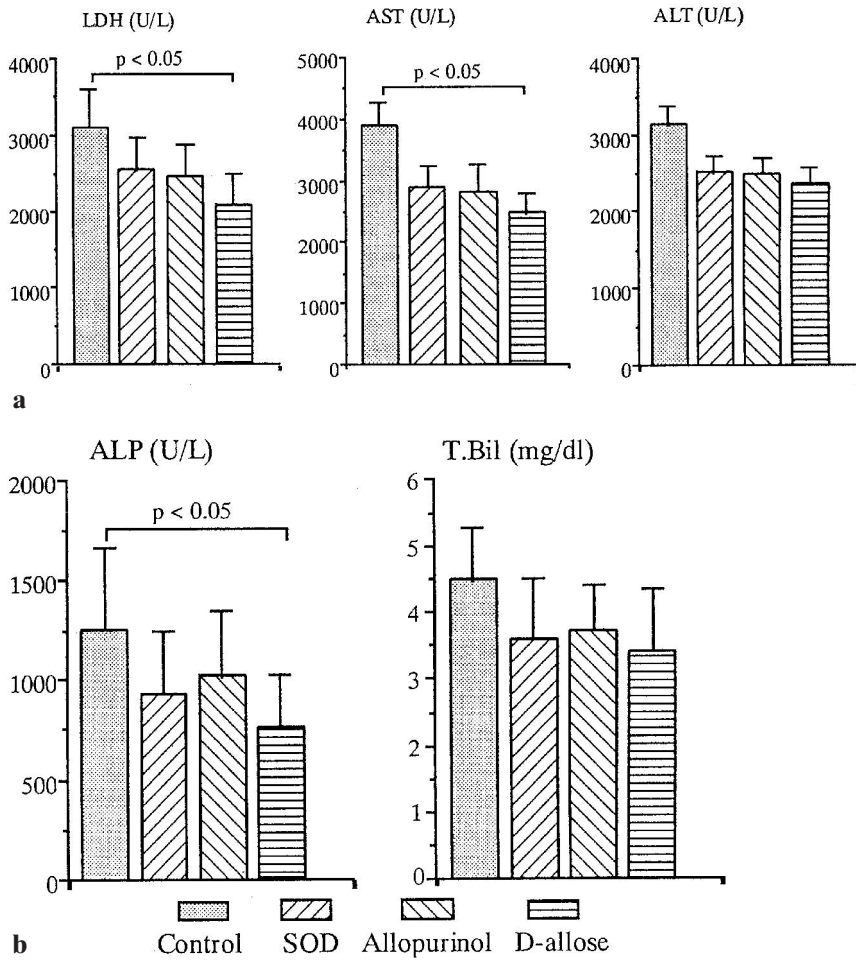 LDH (U/L)
AST (U/L)
ALT (U/L)
4000
3000
2000
1000
0
p < 0.05
5000
4000
3000
2000
1000
0
p < 0.05
4000
3000
2000
1000
0
a
ALP (U/L)
T.Bil (mg/dl)
2000
1500
1000
500
0
p < 0.05
6
5
4
3
2
1
0
Control
SOD
Allopurinol
D-allose
b